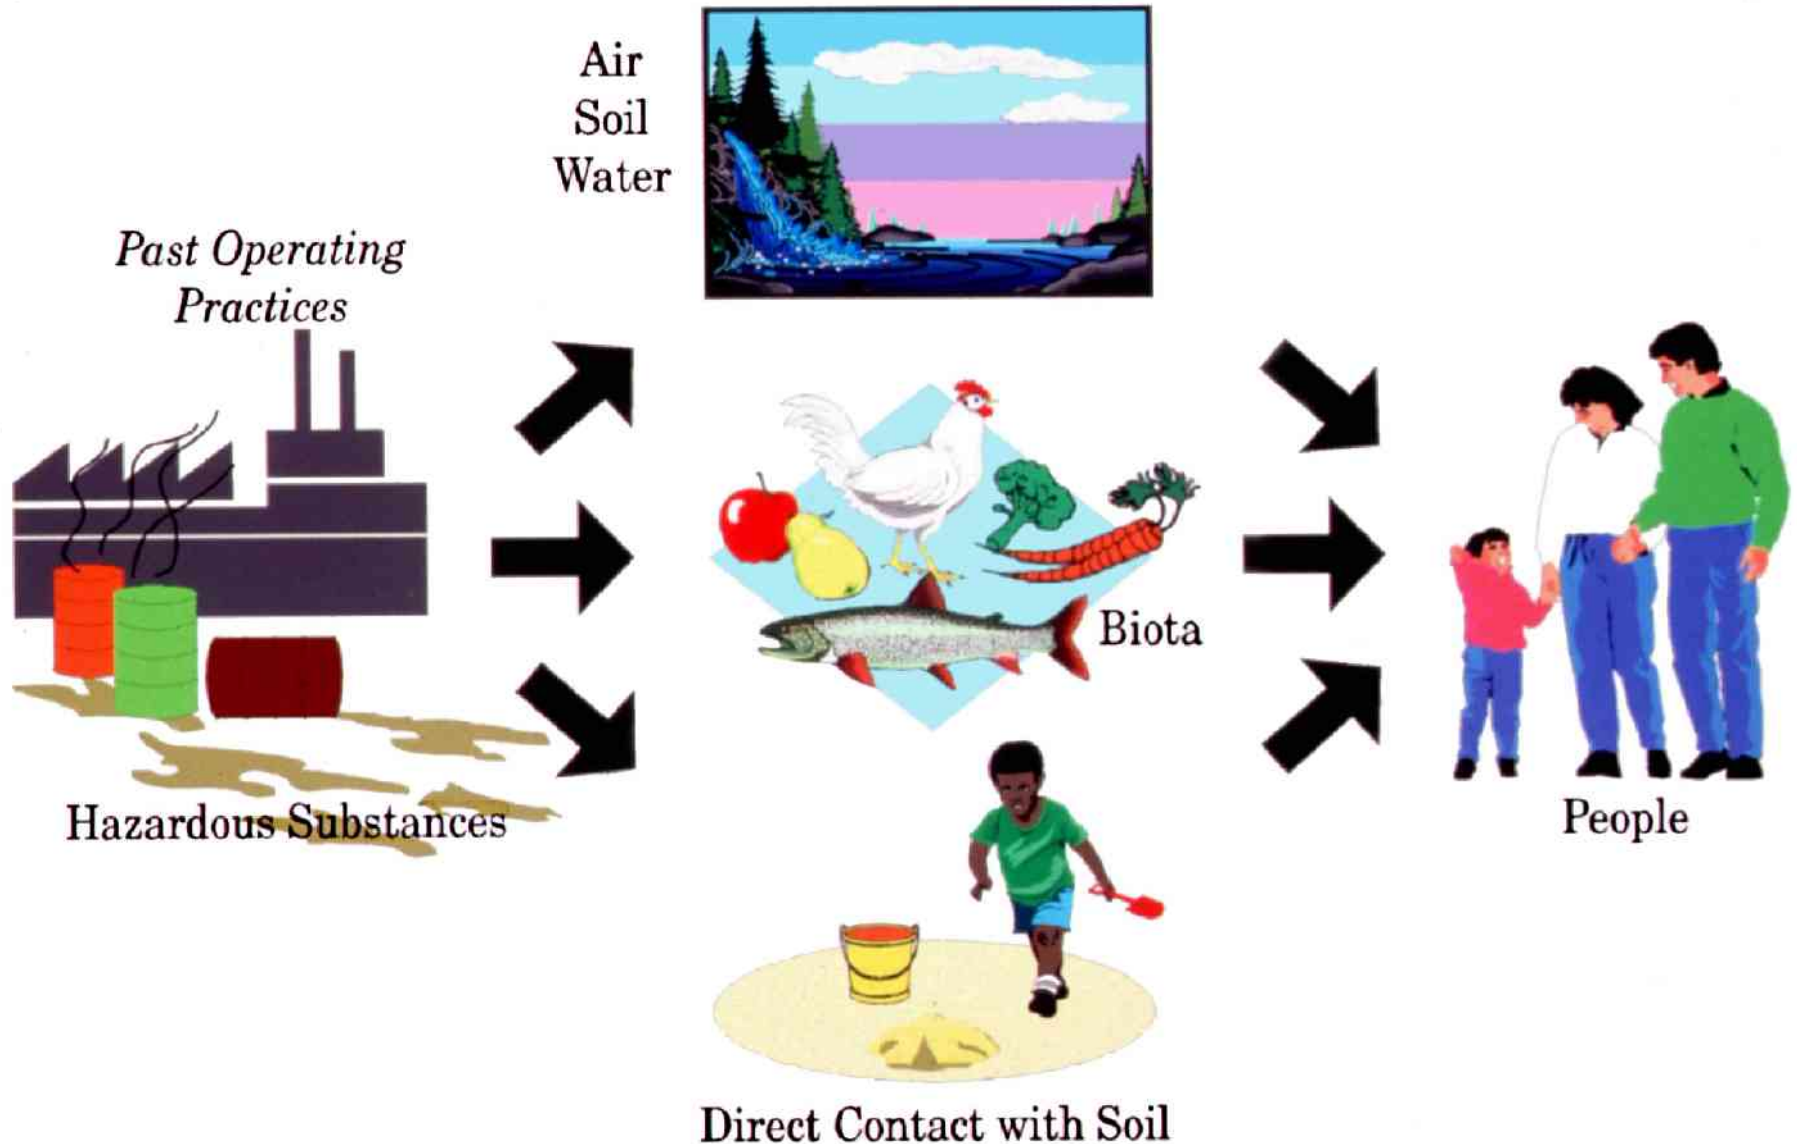 Air
Soil
Water
Past Operating
Practices
Hazardous Substances
Biota
People
Direct Contact with Soil